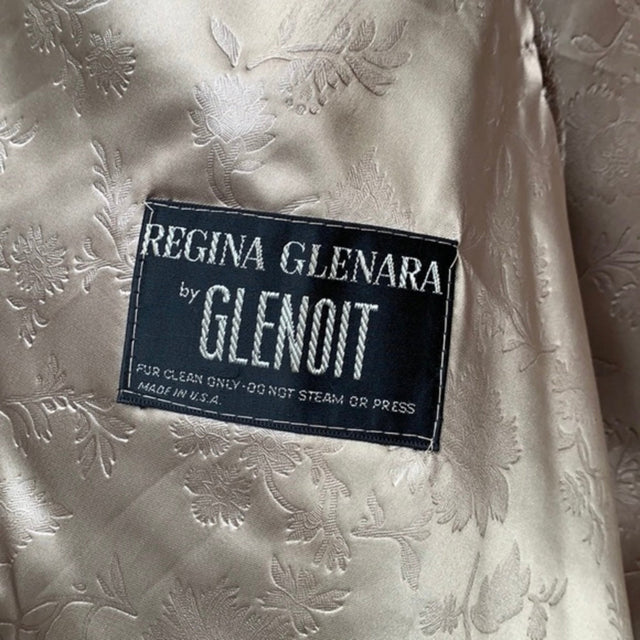 REGINA GLENARA
by GLENOIT
FUR CLEAN ONLY - DO NOT STEAM OR PRESS
MADE IN U.S.A.